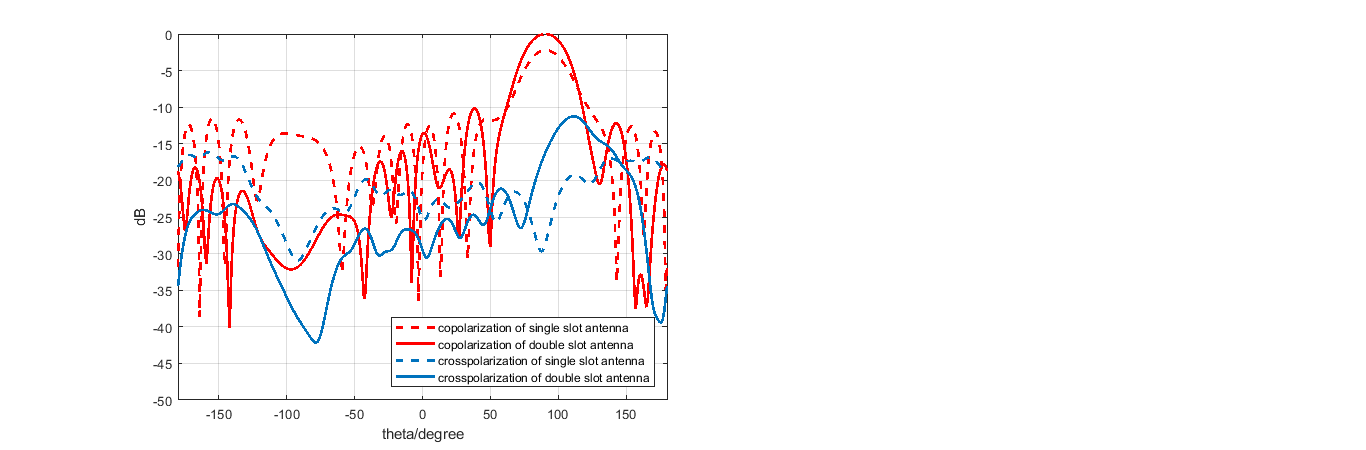 0
-5
-10
-15
-20
-25
-30
-35
-40
-45
-50
dB
copolarization of single slot antenna
copolarization of double slot antenna
crosspolarization of single slot antenna
crosspolarization of double slot antenna
-150 -100 -50 0 50 100 150
theta/degree